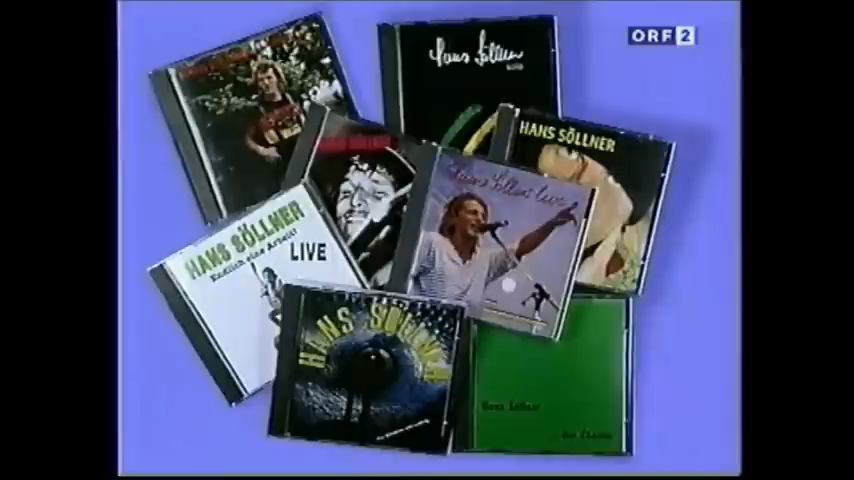 ORF 2
Hans Söllner
HANS SÖLLNER
Hans Söllner live
HANS SÖLLNER
Endlich eine Arbeit!
LIVE
HANS SÖLLNER
Hans Söllner